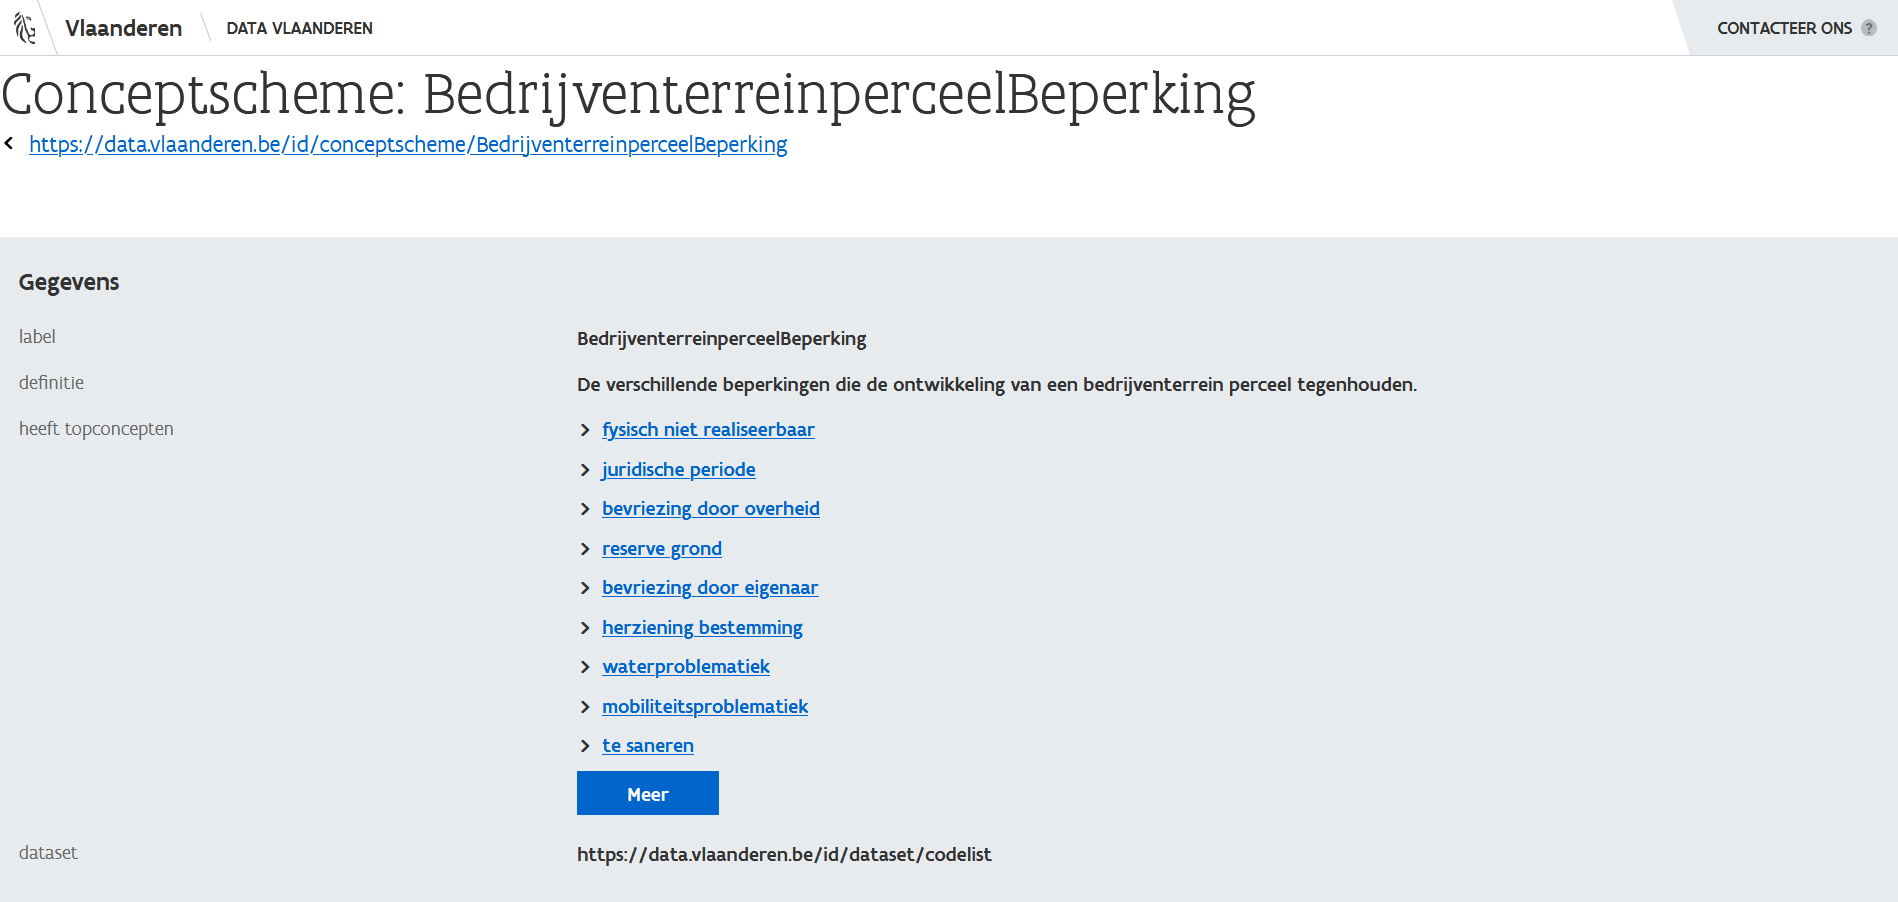 Vlaanderen
DATA VLAANDEREN
CONTACTEER ONS ?
Conceptscheme: BedrijventerreinperceelBeperking
https://data.vlaanderen.be/id/conceptscheme/BedrijventerreinperceelBeperking
Gegevens
label
BedrijventerreinperceelBeperking
definitie
De verschillende beperkingen die de ontwikkeling van een bedrijventerrein perceel tegenhouden.
heeft topconcepten
fysisch niet realiseerbaar
juridische periode
bevriezing door overheid
reserve grond
bevriezing door eigenaar
herziening bestemming
waterproblematiek
mobiliteitsproblematiek
te saneren
Meer
dataset
https://data.vlaanderen.be/id/dataset/codelist